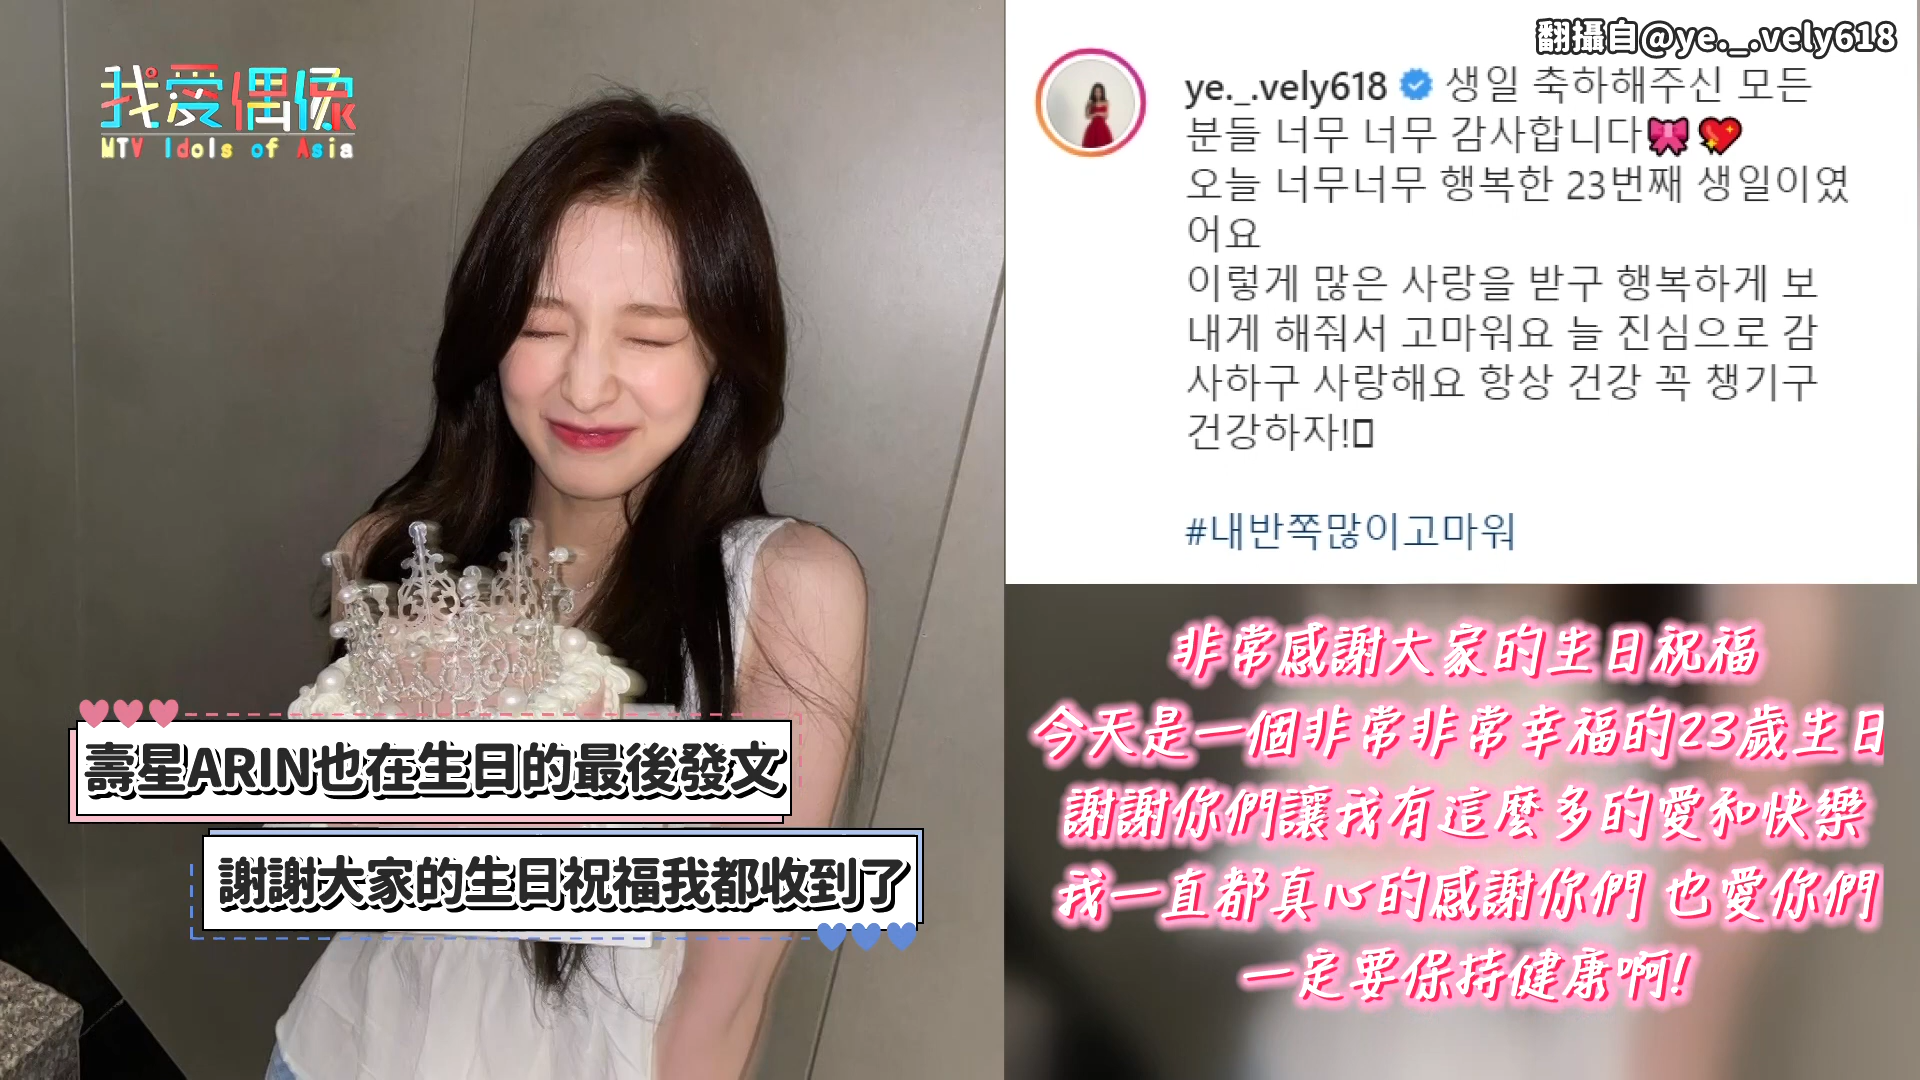 我愛偶像
MTV Idols of Asia
翻攝自@ye._.vely618
ye._.vely618 생일 축하해주신 모든
분들 너무 너무 감사합니다🎀💖
오늘 너무너무 행복한 23번째 생일이였
어요
이렇게 많은 사랑을 받구 행복하게 보
내게 해줘서 고마워요 늘 진심으로 감
사하구 사랑해요 항상 건강 꼭 챙기구
건강하자!
#내반쪽많이고마워
非常感謝大家的生日祝福
今天是一個非常非常幸福的23歲生日
謝謝你們讓我有這麼多的愛和快樂
我一直都真心的感謝你們 也愛你們
一定要保持健康啊!
壽星ARIN也在生日的最後發文
謝謝大家的生日祝福我都收到了